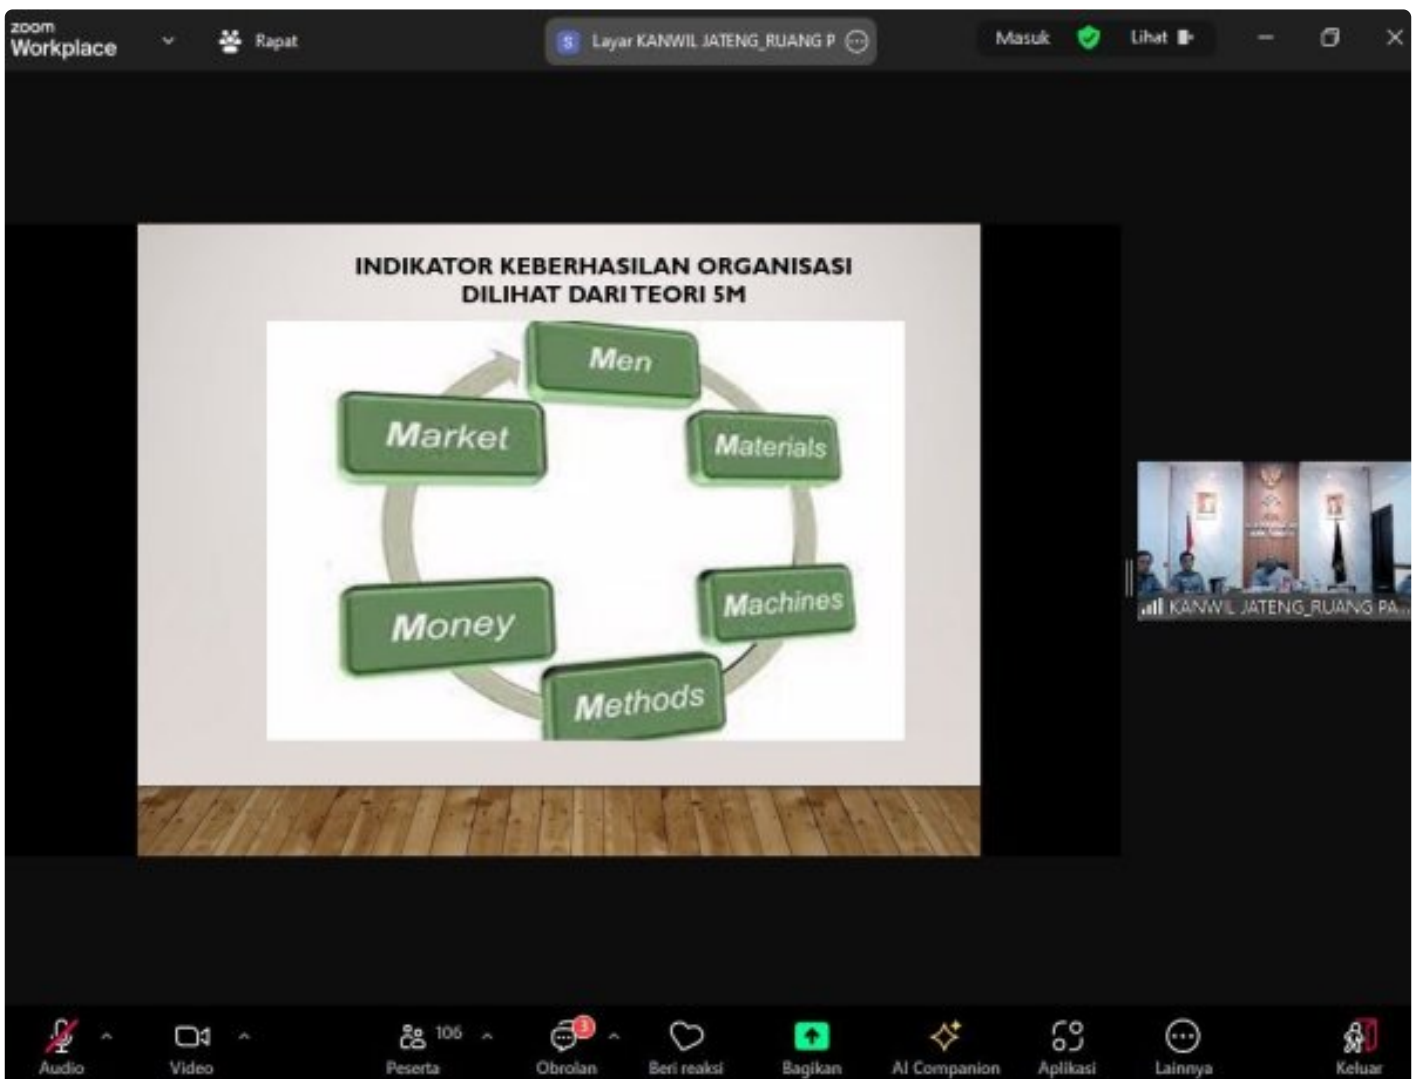 zoom
Workplace
Rapat
S
Layar KANWIL JATENG_RUANG P
Masuk
Lihat
INDIKATOR KEBERHASILAN ORGANISASI
DILIHAT DARI TEORI 5M
Men
Market
Materials
Machines
Money
Methods
KANWIL JATENG_RUANG PA...
Audio
Video
106
Peserta
3
Obrolan
Beri reaksi
Bagikan
AI Companion
Aplikasi
Lainnya
Keluar